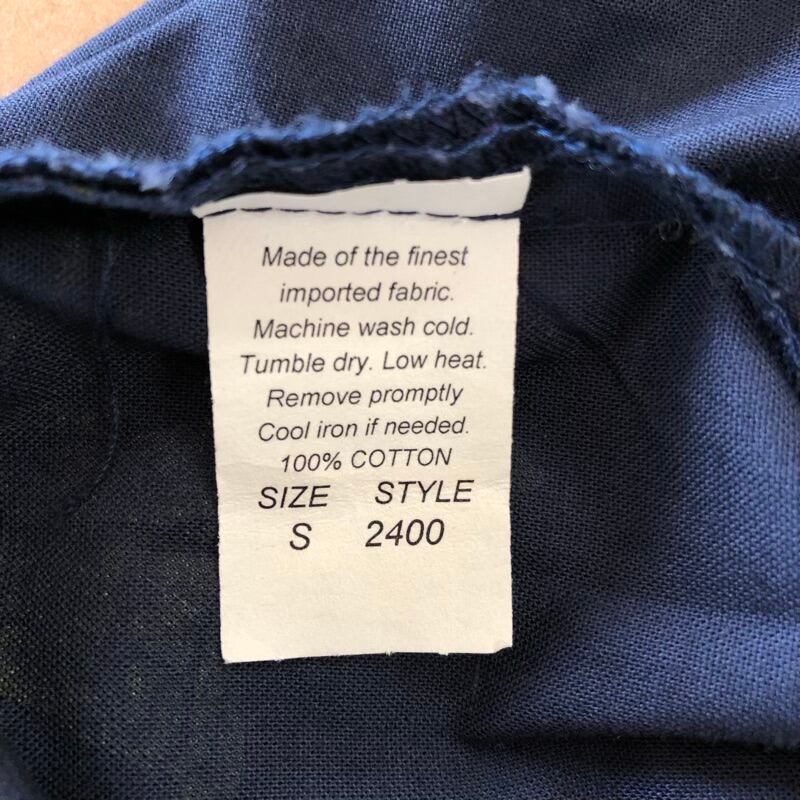 Made of the finest
imported fabric.
Machine wash cold.
Tumble dry. Low heat.
Remove promptly
Cool iron if needed.
100% COTTON
SIZE STYLE
S 2400